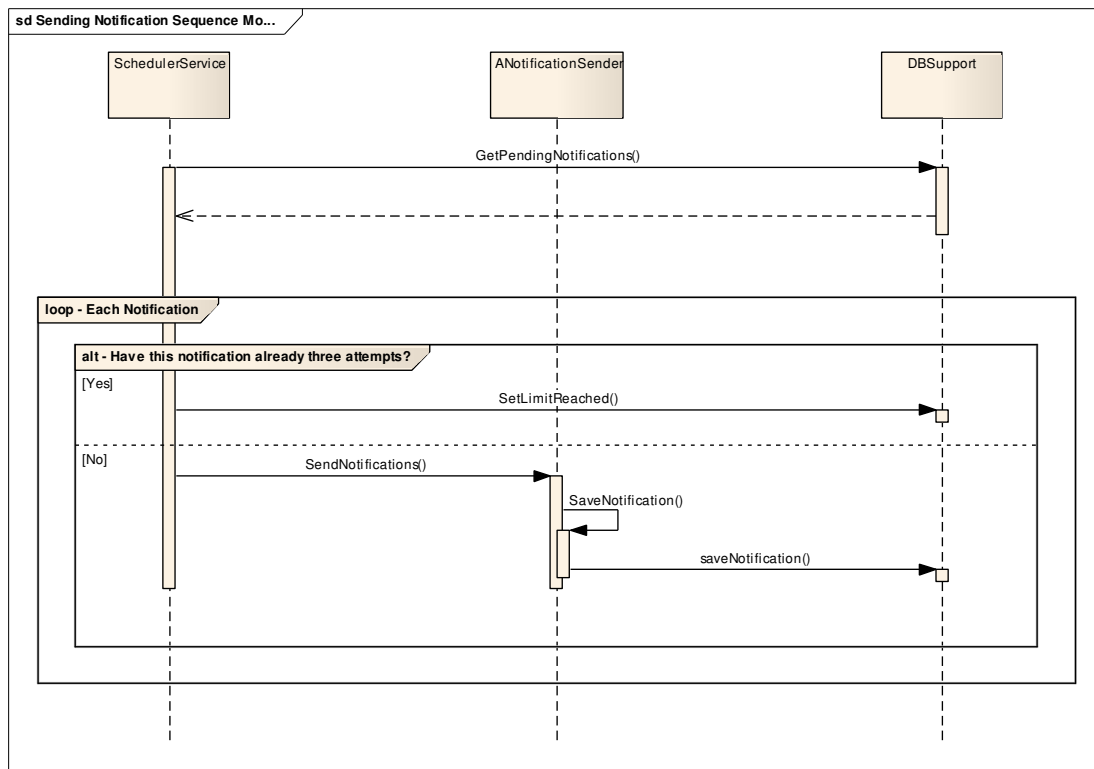 sd Sending Notification Sequence Mo...
SchedulerService
ANotificationSender
DBSupport
GetPendingNotifications()
loop - Each Notification
alt - Have this notification already three attempts?
[Yes]
SetLimitReached()
[No]
SendNotifications()
SaveNotification()
saveNotification()